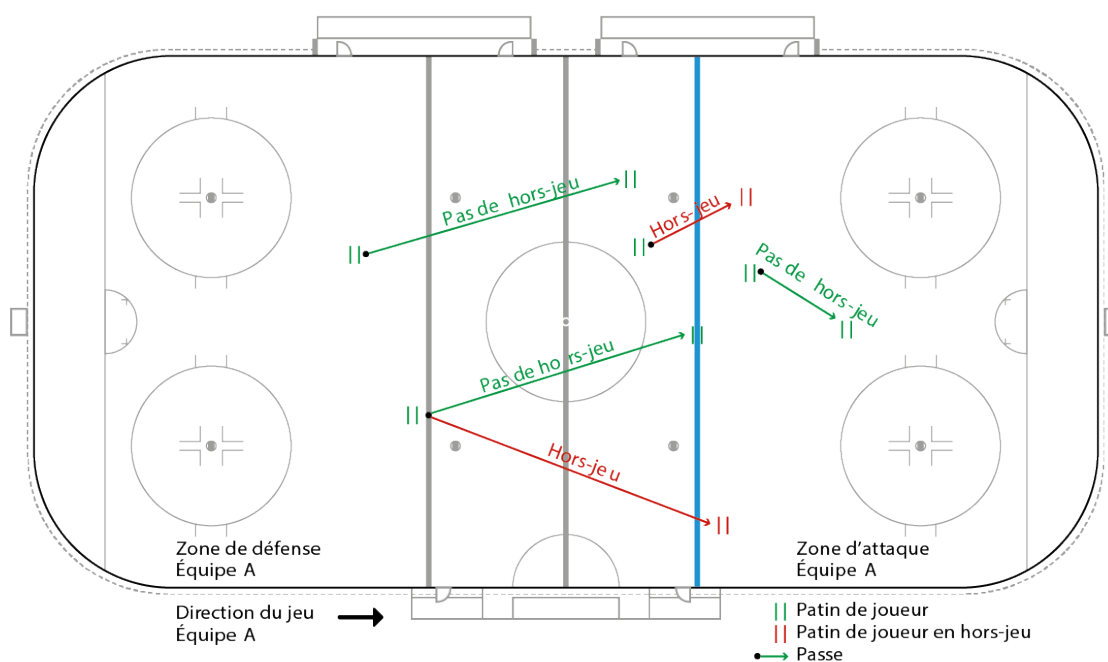 Pas de hors-jeu
Hors-jeu
Pas de hors-jeu
Pas de hors-jeu
Hors-jeu
Zone de défense
Équipe A
Zone d'attaque
Équipe A
Direction du jeu
Équipe A
Patin de joueur
Patin de joueur en hors-jeu
Passe